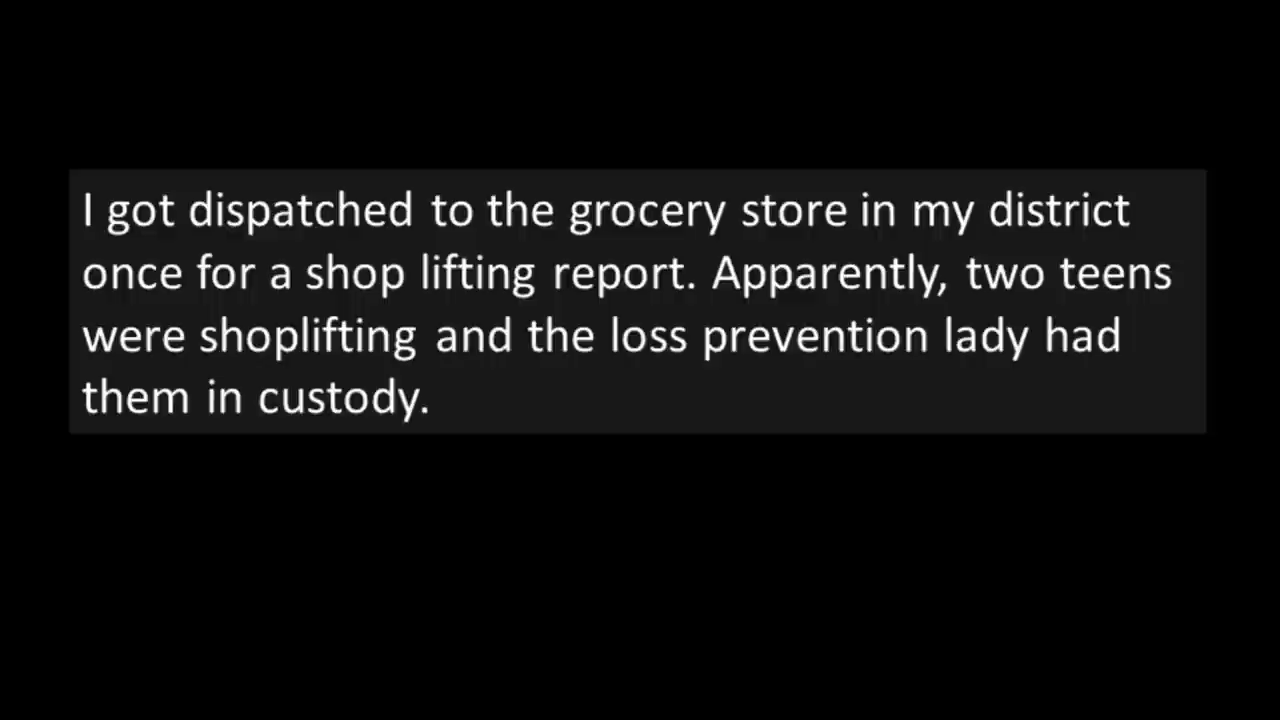 I got dispatched to the grocery store in my district
once for a shop lifting report. Apparently, two teens
were shoplifting and the loss prevention lady had
them in custody.